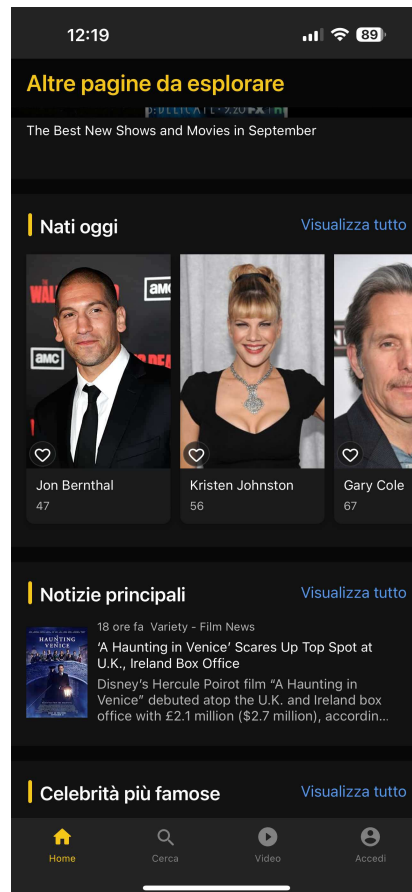 12:19
89
Altre pagine da esplorare
The Best New Shows and Movies in September
Nati oggi
Visualizza tutto
amc
amc
Jon Bernthal
47
Kristen Johnston
56
Gary Cole
67
Notizie principali
Visualizza tutto
18 ore fa Variety - Film News
HAUNTING
VENICE
'A Haunting in Venice' Scares Up Top Spot at
U.K., Ireland Box Office
Disney's Hercule Poirot film "A Haunting in
Venice" debuted atop the U.K. and Ireland box
office with £2.1 million ($2.7 million), accordin...
Celebrità più famose
Visualizza tutto
Home
Cerca
Video
Accedi